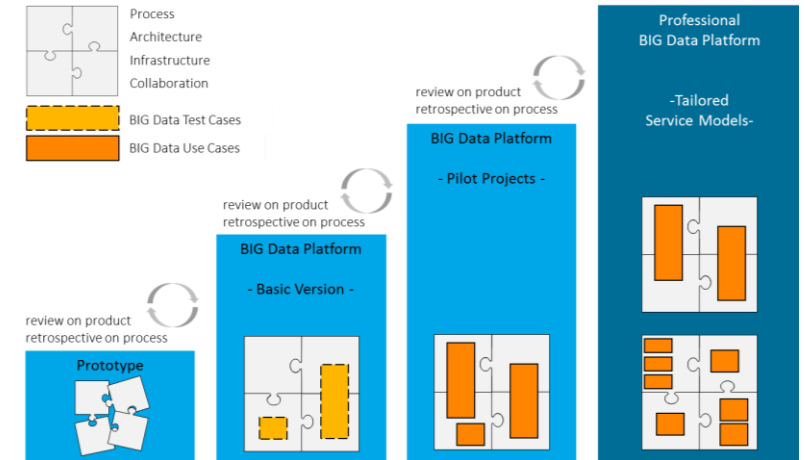 Process
Architecture
Infrastructure
Collaboration
BIG Data Test Cases
BIG Data Use Cases
review on product
retrospective on process
Prototype
review on product
retrospective on process
BIG Data Platform
- Basic Version -
review on product
retrospective on process
BIG Data Platform
- Pilot Projects -
Professional
BIG Data Platform
-Tailored
Service Models-